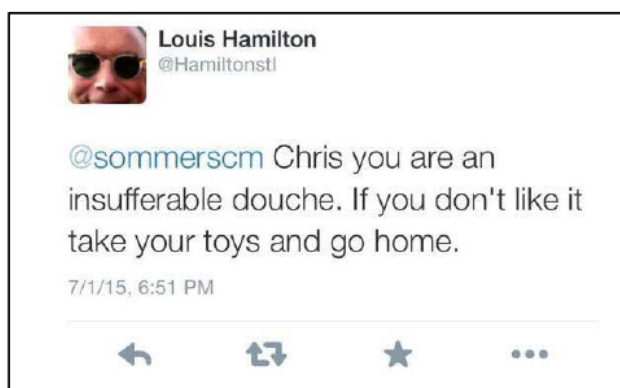 Louis Hamilton
@Hamiltonstl
@sommerscm Chris you are an
insufferable douche. If you don't like it
take your toys and go home.
7/1/15, 6:51 PM